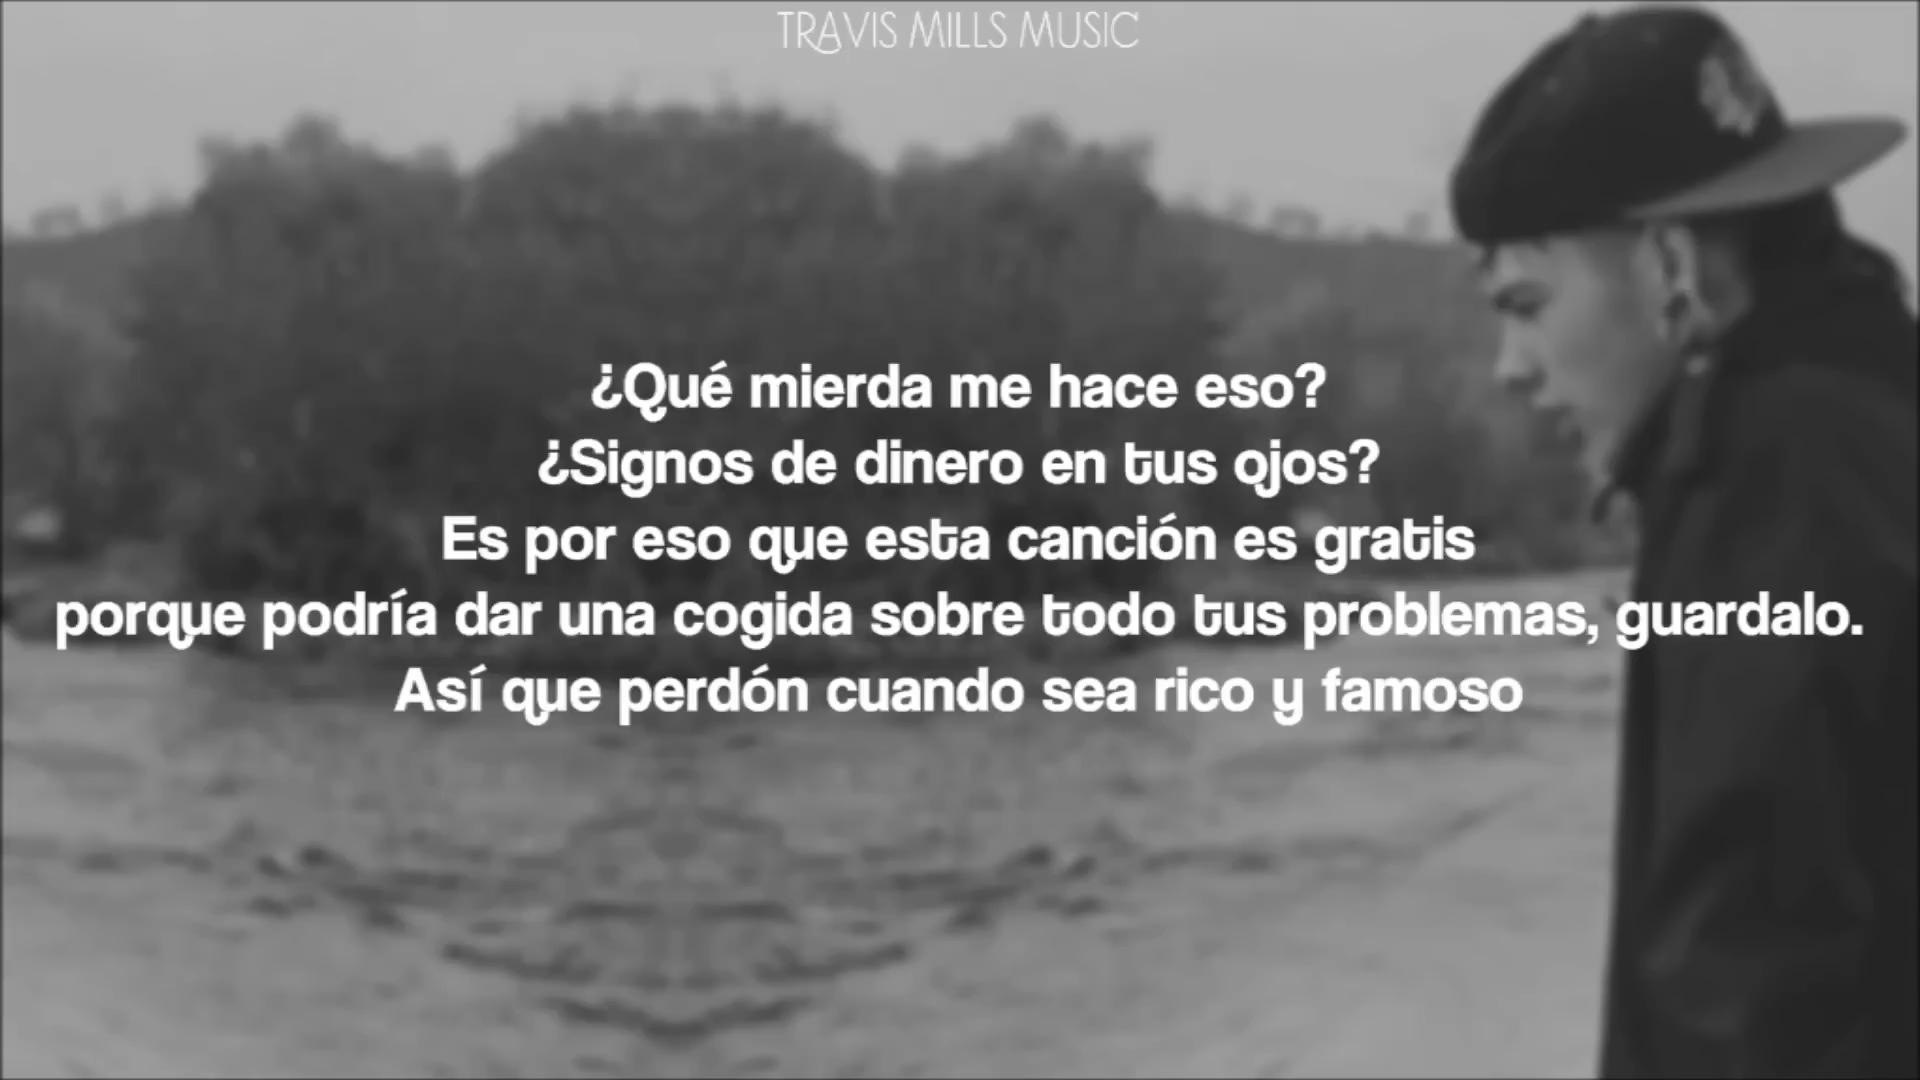 TRAVIS MILLS MUSIC
¿Qué mierda me hace eso?
¿Signos de dinero en tus ojos?
Es por eso que esta canción es gratis
porque podría dar una cogida sobre todo tus problemas, guardalo.
Así que perdón cuando sea rico y famoso